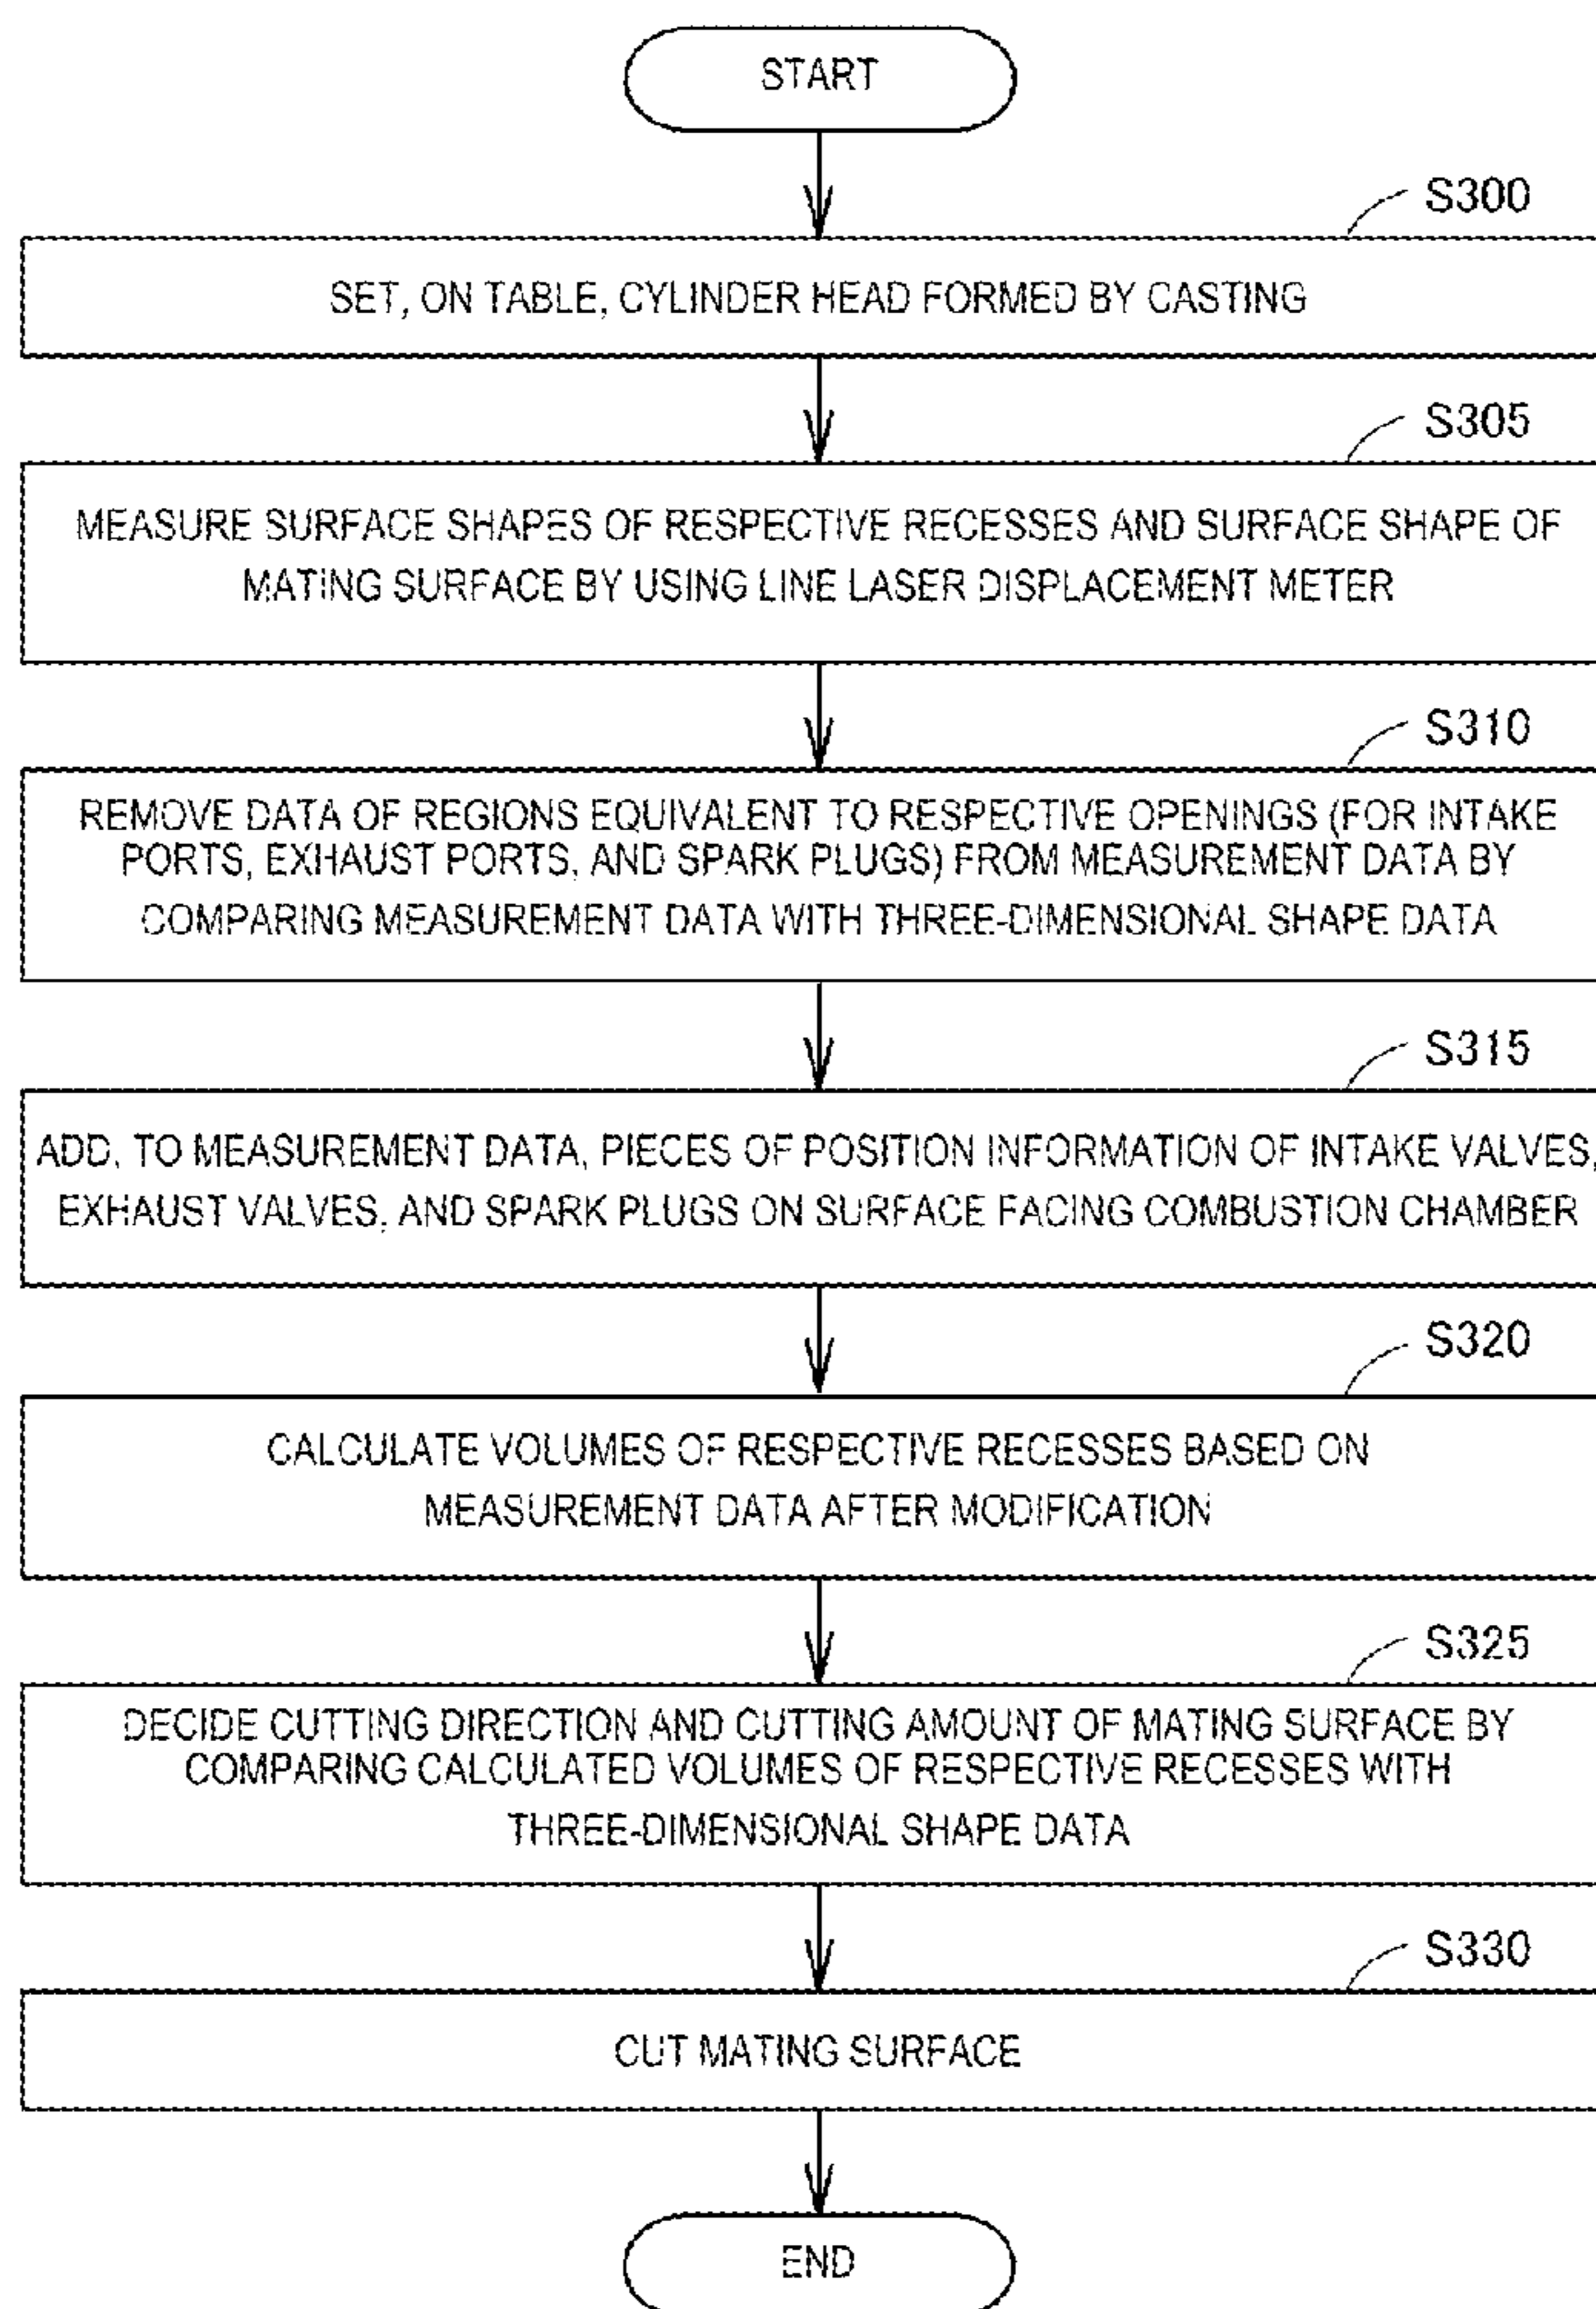 START
S300
SET, ON TABLE, CYLINDER HEAD FORMED BY CASTING
S305
MEASURE SURFACE SHAPES OF RESPECTIVE RECESSES AND SURFACE SHAPE OF
MATING SURFACE BY USING LINE LASER DISPLACEMENT METER
S310
REMOVE DATA OF REGIONS EQUIVALENT TO RESPECTIVE OPENINGS (FOR INTAKE
PORTS, EXHAUST PORTS, AND SPARK PLUGS) FROM MEASUREMENT DATA BY
COMPARING MEASUREMENT DATA WITH THREE-DIMENSIONAL SHAPE DATA
S315
ADD, TO MEASUREMENT DATA, PIECES OF POSITION INFORMATION OF INTAKE VALVES,
EXHAUST VALVES, AND SPARK PLUGS ON SURFACE FACING COMBUSTION CHAMBER
S320
CALCULATE VOLUMES OF RESPECTIVE RECESSES BASED ON
MEASUREMENT DATA AFTER MODIFICATION
S325
DECIDE CUTTING DIRECTION AND CUTTING AMOUNT OF MATING SURFACE BY
COMPARING CALCULATED VOLUMES OF RESPECTIVE RECESSES WITH
THREE-DIMENSIONAL SHAPE DATA
S330
CUT MATING SURFACE
END